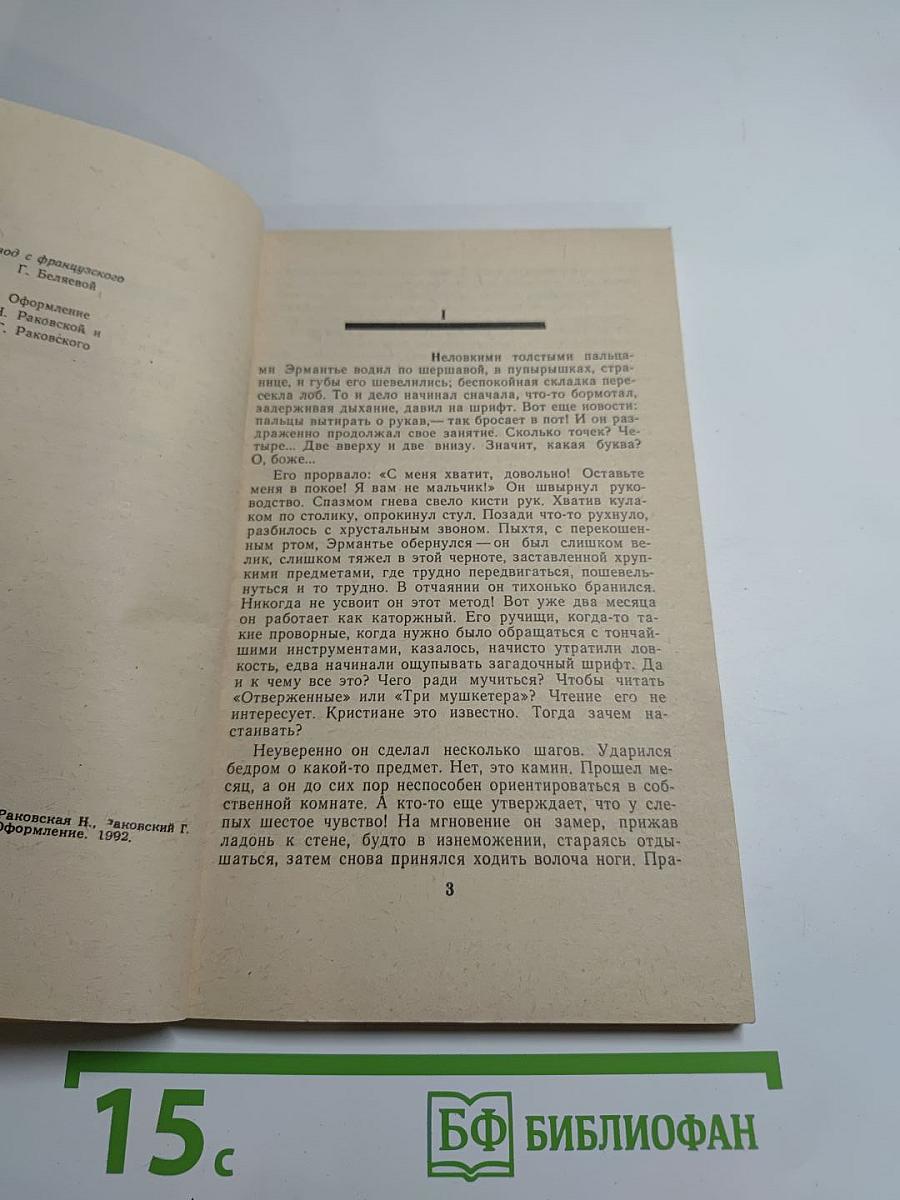 вод с французского
Г. Беляевой
Оформление
Н. Раковской и
Г. Раковского
Раковская Н., Раковский Г.
Оформление. 1992.
I
Неловкими толстыми пальца-
ми Эрмантье водил по шершавой, в пупырышках, стра-
нице, и губы его шевелились; беспокойная складка пере-
секла лоб. То и дело начинал сначала, что-то бормотал,
задерживая дыхание, давил на шрифт. Вот еще новости:
пальцы вытирать о рукав,— так бросает в пот! И он раз-
драженно продолжал свое занятие. Сколько точек? Че-
тыре... Две вверху и две внизу. Значит, какая буква?
О, боже...
Его прорвало: «С меня хватит, довольно! Оставьте
меня в покое! Я вам не мальчик!» Он швырнул руко-
водство. Спазмом гнева свело кисти рук. Хватив кула-
ком по столику, опрокинул стул. Позади что-то рухнуло,
разбилось с хрустальным звоном. Пыхтя, с перекошен-
ным ртом, Эрмантье обернулся — он был слишком ве-
лик, слишком тяжел в этой черноте, заставленной хруп-
кими предметами, где трудно передвигаться, пошевель-
нуться и то трудно. В отчаянии он тихонько бранился.
Никогда не усвоит он этот метод! Вот уже два месяца
он работает как каторжный. Его ручищи, когда-то та-
кие проворные, когда нужно было обращаться с тончай-
шими инструментами, казалось, начисто утратили лов-
кость, едва начинали ощупывать загадочный шрифт. Да
и к чему все это? Чего ради мучиться? Чтобы читать
«Отверженные» или «Три мушкетера»? Чтение его не
интересует. Кристиане это известно. Тогда зачем на-
стаивать?
Неуверенно он сделал несколько шагов. Ударился
бедром о какой-то предмет. Нет, это камин. Прошел ме-
сяц, а он до сих пор неспособен ориентироваться в соб-
ственной комнате. А кто-то еще утверждает, что у сле-
пых шестое чувство! На мгновение он замер, прижав
ладонь к стене, будто в изнеможении, стараясь отды-
шаться, затем снова принялся ходить волоча ноги. Пра-
3
15 с
БФ БИБЛИОФАН